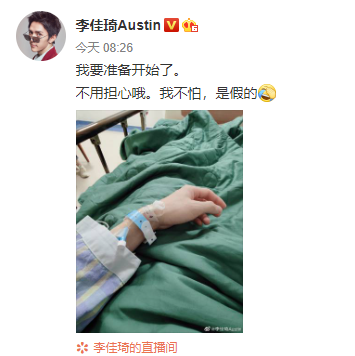 李佳琦Austin
今天 08:26
我要准备开始了。
不用担心哦。我不怕，是假的
@李佳琦Austin
李佳琦的直播间